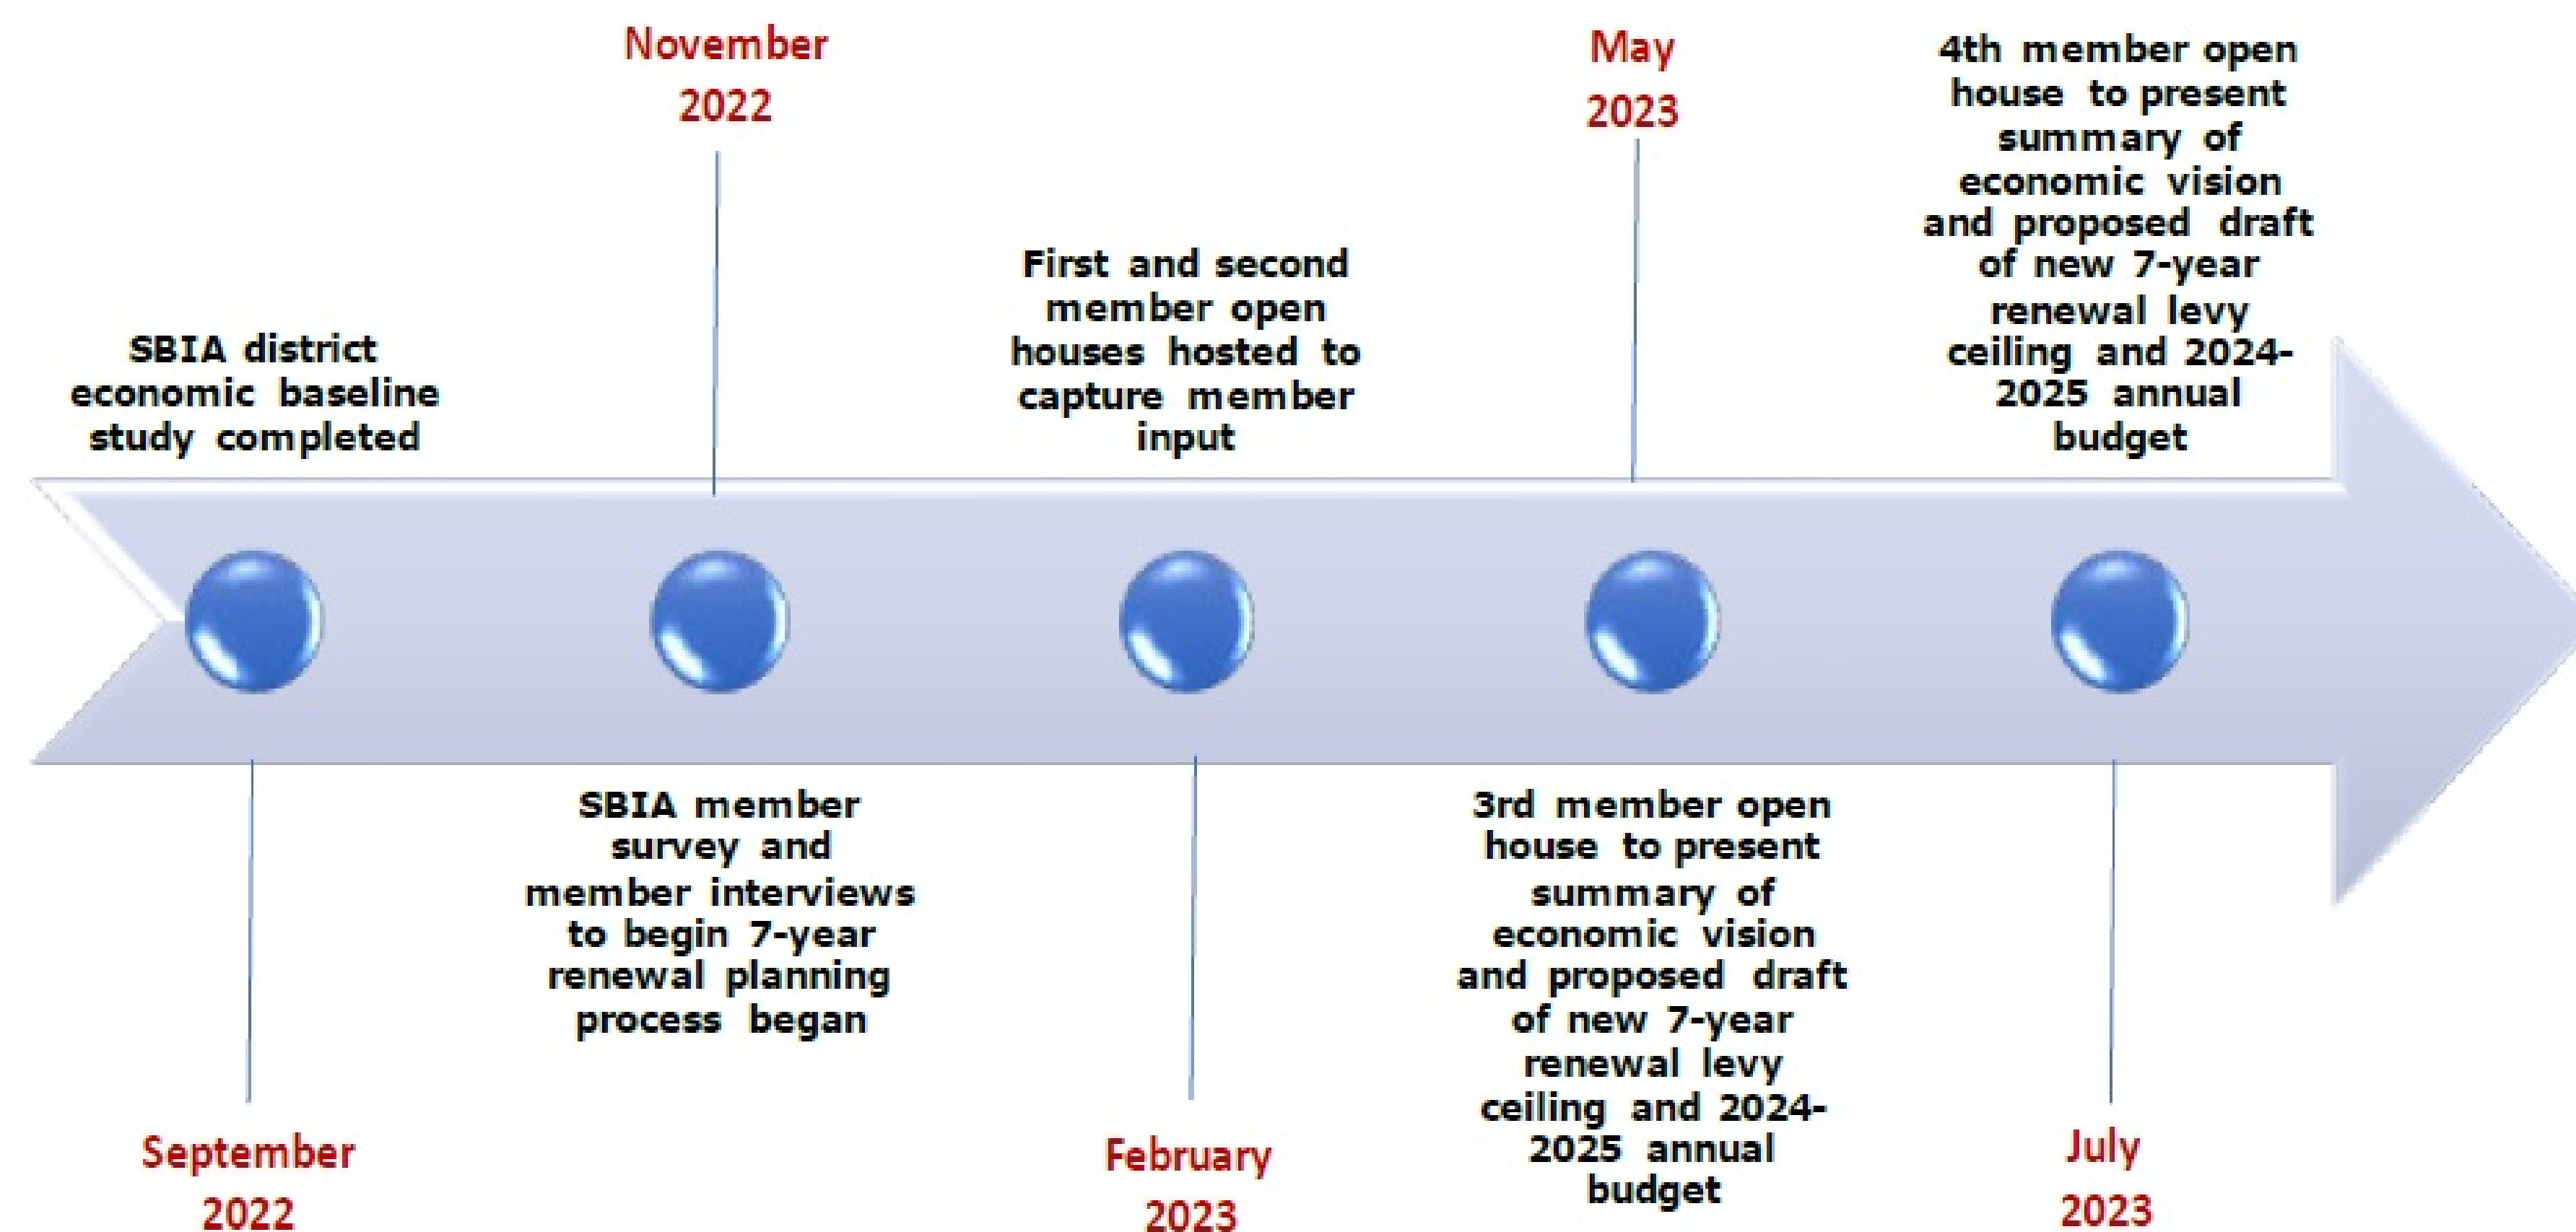 SBIA district
economic baseline
study completed
September
2022
November
2022
SBIA member
survey and
member interviews
to begin 7-year
renewal planning
process began
First and second
member open
houses hosted to
capture member
input
February
2023
May
2023
3rd member open
house to present
summary of
economic vision
and proposed draft
of new 7-year
renewal levy
ceiling and 2024-
2025 annual
budget
4th member open
house to present
summary of
economic vision
and proposed draft
of new 7-year
renewal levy
ceiling and 2024-
2025 annual
budget
July
2023